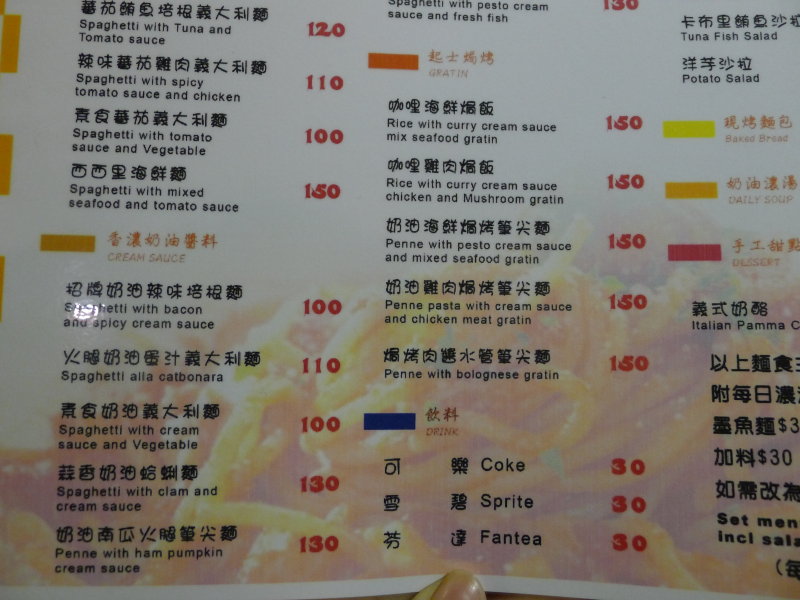 蕃茄鮪魚培根義大利麵
Spaghetti with Tuna and
Tomato sauce
120
辣味蕃茄雞肉義大利麵
Spaghetti with spicy
tomato sauce and chicken
110
素食蕃茄義大利麵
Spaghetti with tomato
sauce and Vegetable
100
西西里海鮮麵
Spaghetti with mixed
seafood and tomato sauce
150
香濃奶油醬料
CREAM SAUCE
招牌奶油辣味培根麵
Spaghetti with bacon
and spicy cream sauce
100
火腿奶油蛋汁義大利麵
Spaghetti alla catbonara
110
素食奶油義大利麵
Spaghetti with cream
sauce and Vegetable
100
蒜香奶油蛤蜊麵
Spaghetti with clam and
cream sauce
130
奶油南瓜火腿筆尖麵
Penne with ham pumpkin
cream sauce
130
Spaghetti with pesto cream
sauce and fresh fish
130
起士焗烤
GRATIN
咖哩海鮮焗飯
Rice with curry cream sauce
mix seafood gratin
150
咖哩雞肉焗飯
Rice with curry cream sauce
chicken and Mushroom gratin
150
奶油海鮮焗烤筆尖麵
Penne with pesto cream sauce
and mixed seafood gratin
150
奶油雞肉焗烤筆尖麵
Penne pasta with cream sauce
and chicken meat gratin
150
焗烤肉醬水管筆尖麵
Penne with bolognese gratin
150
飲料
DRINK
可樂 Coke 30
雪碧 Sprite 30
芬達 Fantea 30
卡布里鮪魚沙拉
Tuna Fish Salad
洋芋沙拉
Potato Salad
現烤麵包
Baked Bread
奶油濃湯
DAILY SOUP
手工甜點
DESSERT
義式奶酪
Italian Pamma C
以上麵食主
附每日濃湯
墨魚麵$3
加料$30
如需改為
Set men
incl sala
(每